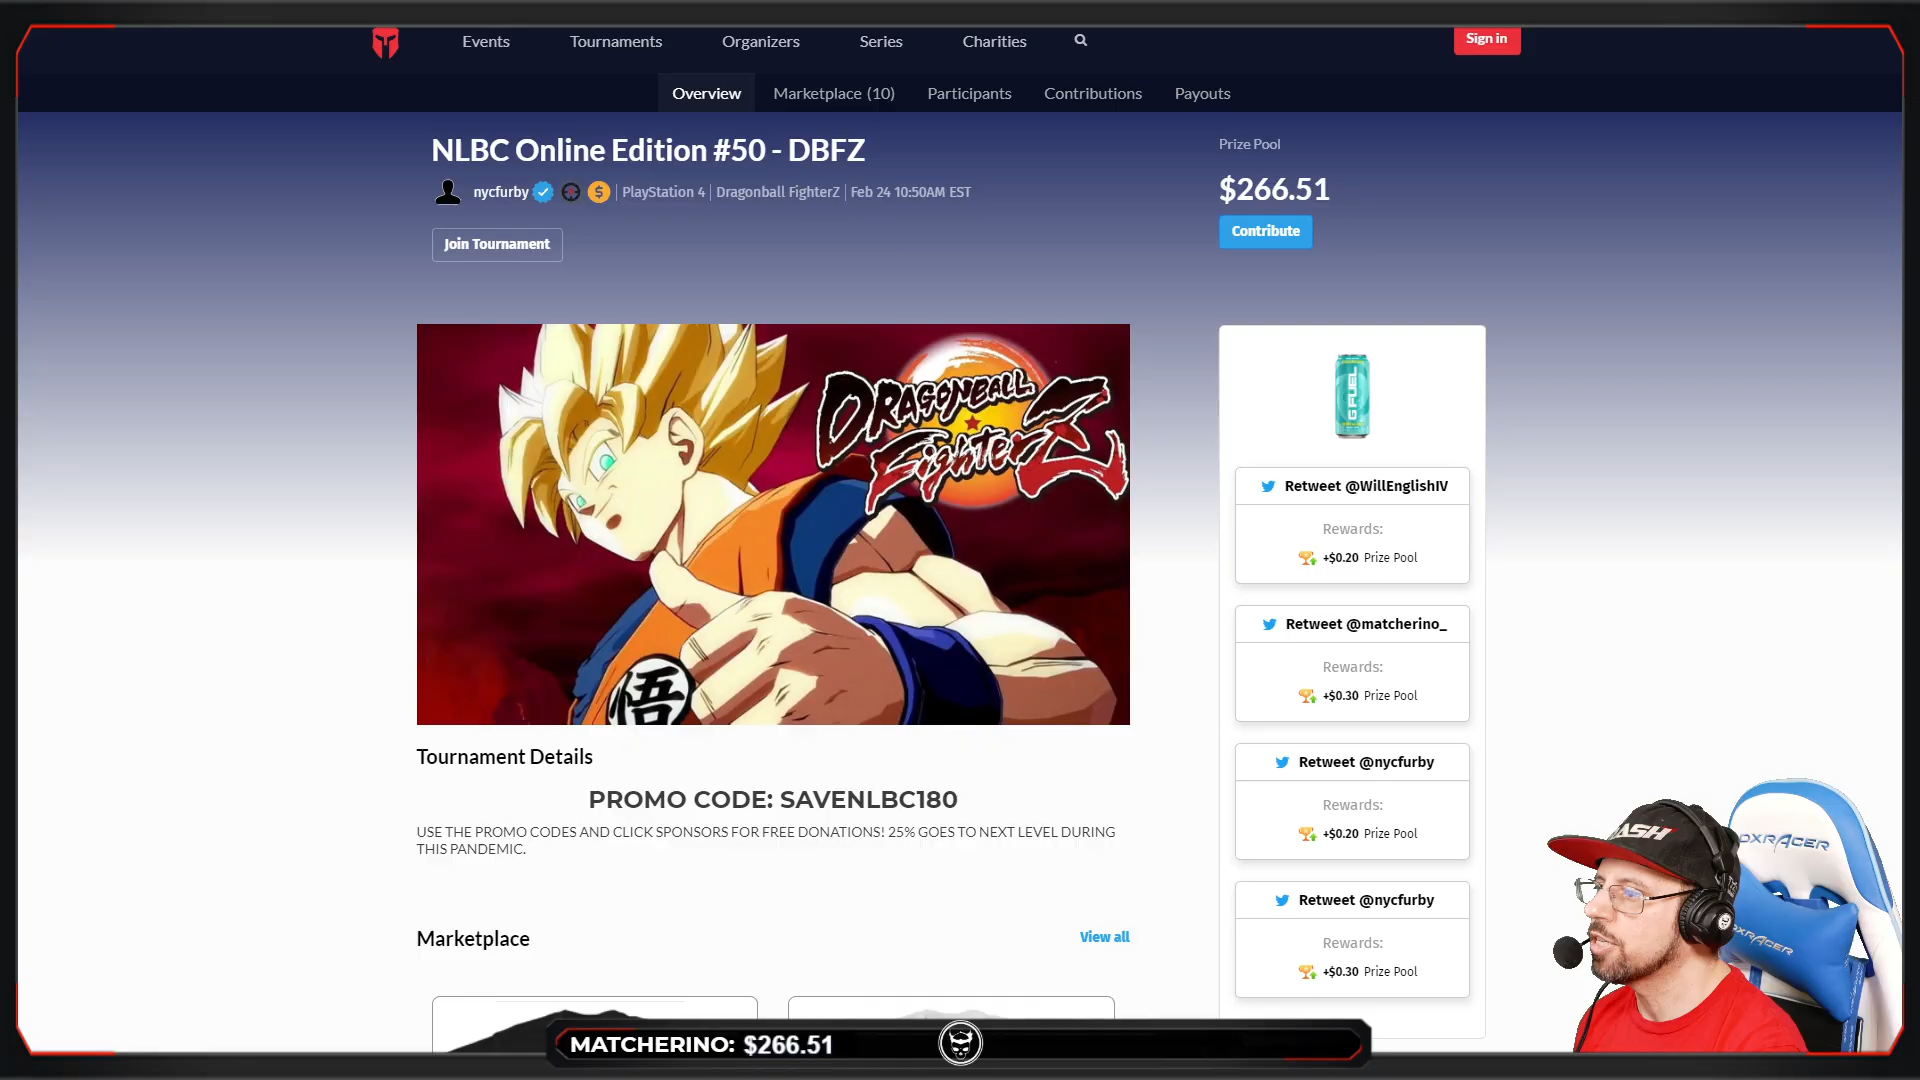 Events Tournaments Organizers Series Charities Sign in
Overview Marketplace (10) Participants Contributions Payouts
NLBC Online Edition #50 - DBFZ
nycfurby $ PlayStation 4 Dragonball FighterZ Feb 24 10:50AM EST
Join Tournament
Prize Pool
$266.51
Contribute
DRAGONBALL
FighterZ
悟
G FUEL
Retweet @WillEnglishIV
Rewards:
+$0.20 Prize Pool
Retweet @matcherino_
Rewards:
+$0.30 Prize Pool
Retweet @nycfurby
Rewards:
+$0.20 Prize Pool
Retweet @nycfurby
Rewards:
+$0.30 Prize Pool
Tournament Details
PROMO CODE: SAVENLBC180
USE THE PROMO CODES AND CLICK SPONSORS FOR FREE DONATIONS! 25% GOES TO NEXT LEVEL DURING
THIS PANDEMIC.
Marketplace View all
MATCHERINO: $266.51
ASH
DXRACER
DXRACER